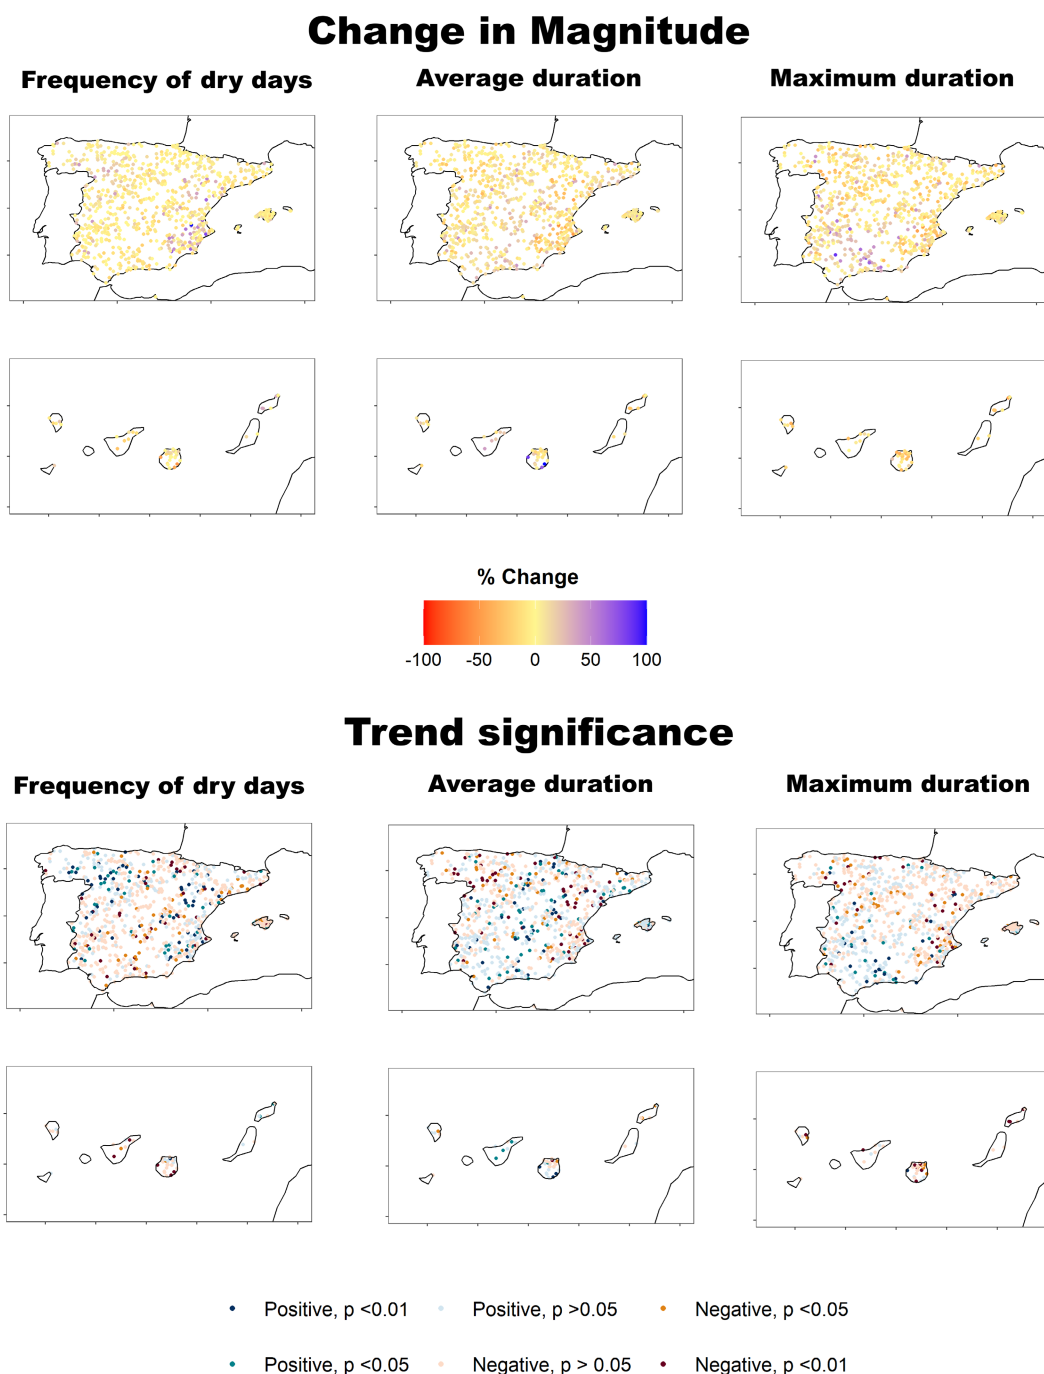 Change in Magnitude
Frequency of dry days
Average duration
Maximum duration
% Change
-100 -50 0 50 100
Trend significance
Frequency of dry days
Average duration
Maximum duration
Positive, p <0.01 Positive, p >0.05 Negative, p <0.05
Positive, p <0.05 Negative, p > 0.05 Negative, p <0.01